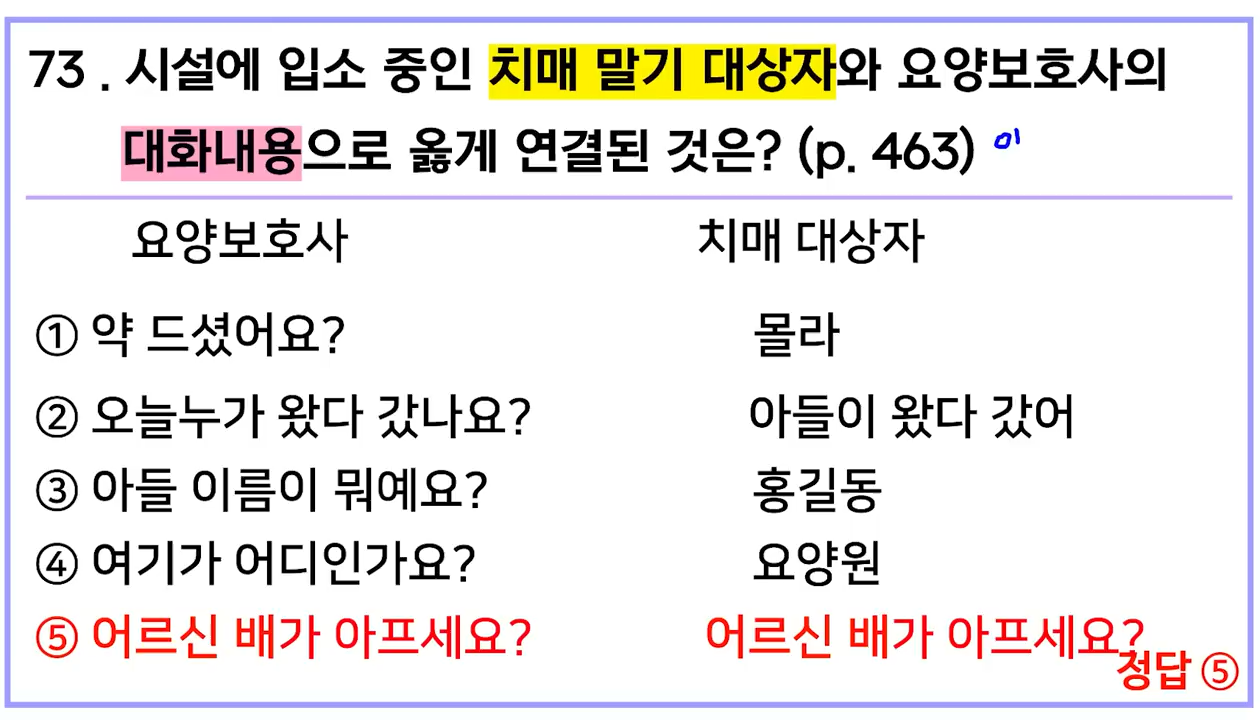 73 . 시설에 입소 중인 치매 말기 대상자와 요양보호사의
대화내용으로 옳게 연결된 것은? (p. 463) 이
요양보호사 치매 대상자
① 약 드셨어요? 몰라
② 오늘누가 왔다 갔나요? 아들이 왔다 갔어
③ 아들 이름이 뭐예요? 홍길동
④ 여기가 어디인가요? 요양원
⑤ 어르신 배가 아프세요? 어르신 배가 아프세요?
정답 ⑤